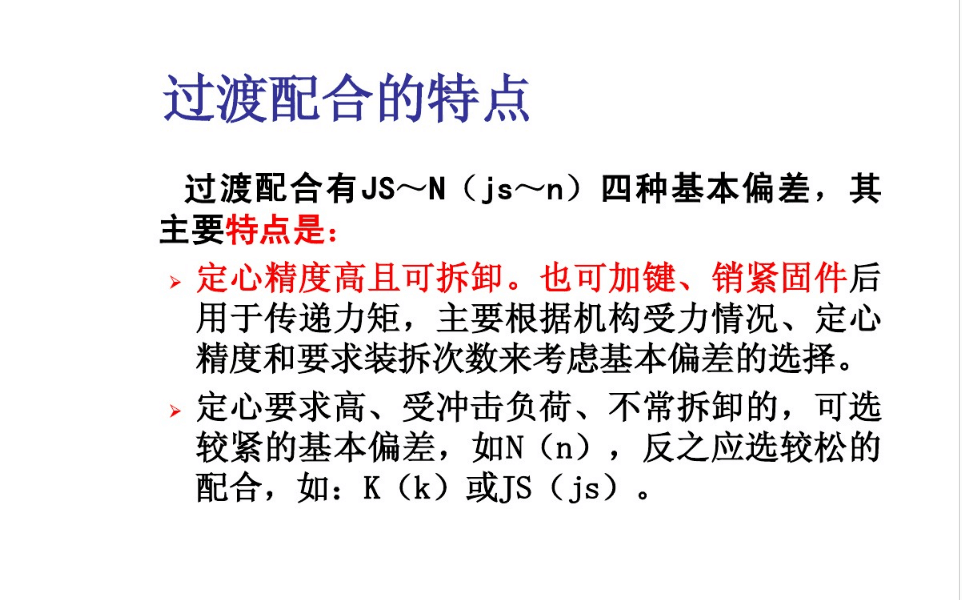 过渡配合的特点
过渡配合有JS～N（js～n）四种基本偏差，其
主要特点是：
➢ 定心精度高且可拆卸。也可加键、销紧固件后
用于传递力矩，主要根据机构受力情况、定心
精度和要求装拆次数来考虑基本偏差的选择。
➢ 定心要求高、受冲击负荷、不常拆卸的，可选
较紧的基本偏差，如N（n），反之应选较松的
配合，如：K（k）或JS（js）。